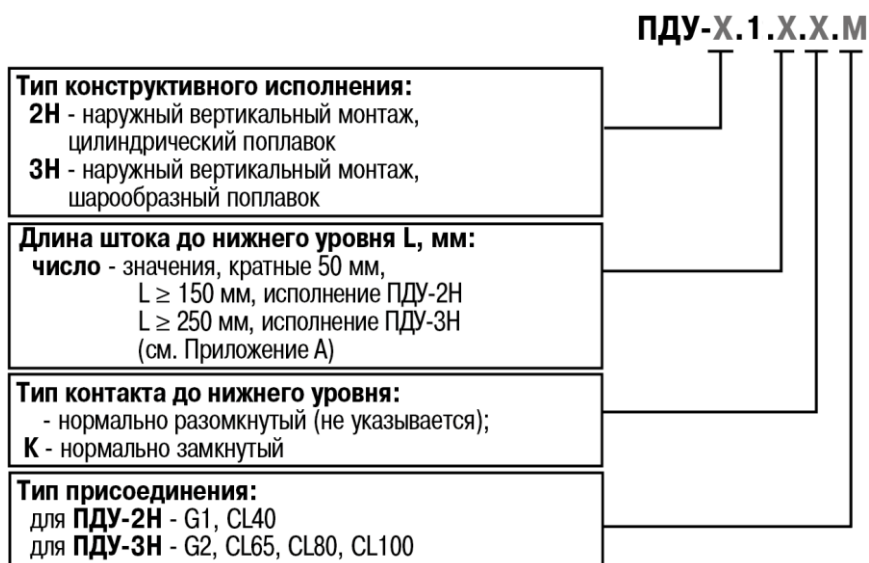 ПДУ-X.1.X.X.M
Тип конструктивного исполнения:
2Н - наружный вертикальный монтаж,
цилиндрический поплавок
3Н - наружный вертикальный монтаж,
шарообразный поплавок
Длина штока до нижнего уровня L, мм:
число - значения, кратные 50 мм,
L ≥ 150 мм, исполнение ПДУ-2Н
L ≥ 250 мм, исполнение ПДУ-3Н
(см. Приложение А)
Тип контакта до нижнего уровня:
- нормально разомкнутый (не указывается);
К - нормально замкнутый
Тип присоединения:
для ПДУ-2Н - G1, CL40
для ПДУ-3Н - G2, CL65, CL80, CL100